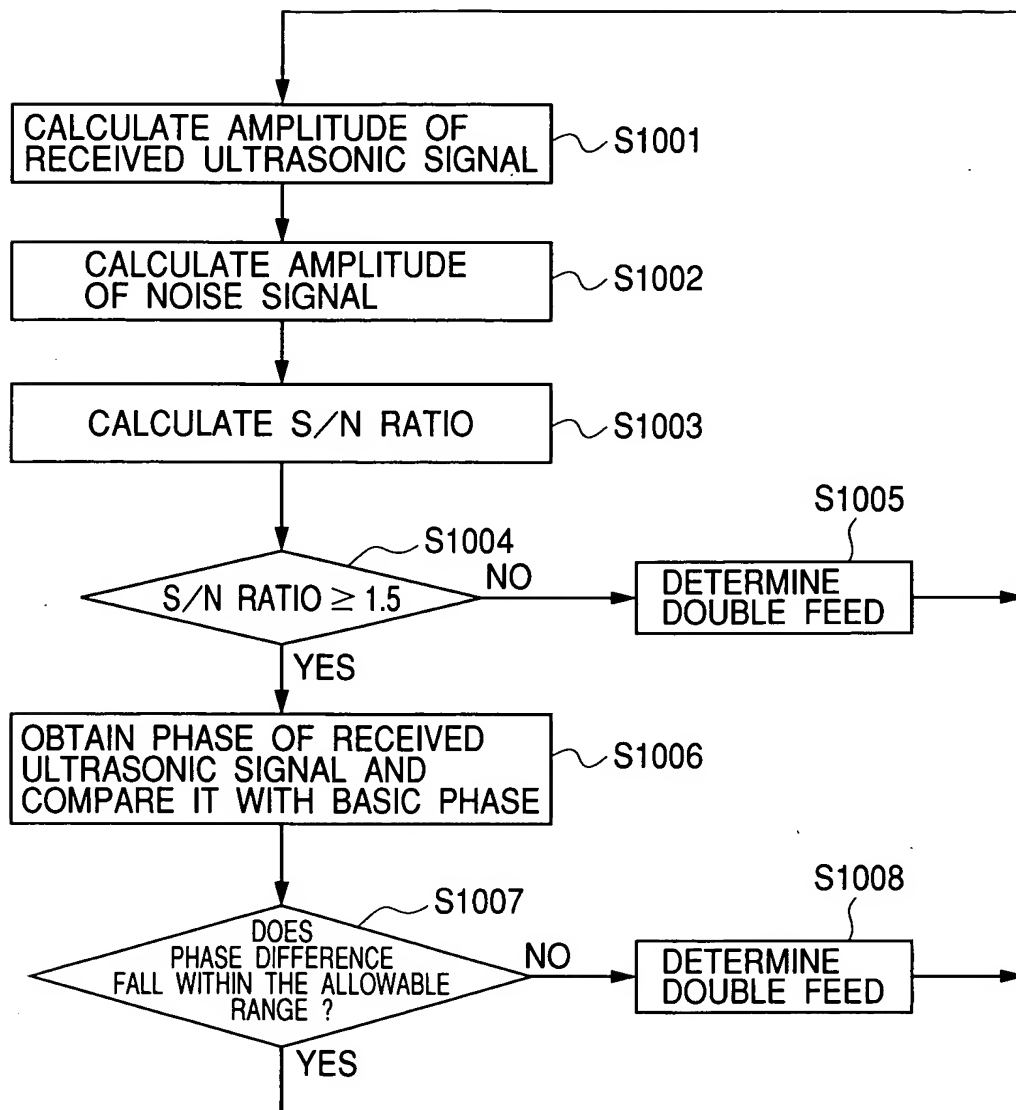 CALCULATE AMPLITUDE OF
RECEIVED ULTRASONIC SIGNAL
S1001
CALCULATE AMPLITUDE
OF NOISE SIGNAL
S1002
CALCULATE S/N RATIO
S1003
S1004
S/N RATIO ≥ 1.5
NO
S1005
DETERMINE
DOUBLE FEED
YES
OBTAIN PHASE OF RECEIVED
ULTRASONIC SIGNAL AND
COMPARE IT WITH BASIC PHASE
S1006
S1007
DOES
PHASE DIFFERENCE
FALL WITHIN THE ALLOWABLE
RANGE ?
NO
S1008
DETERMINE
DOUBLE FEED
YES